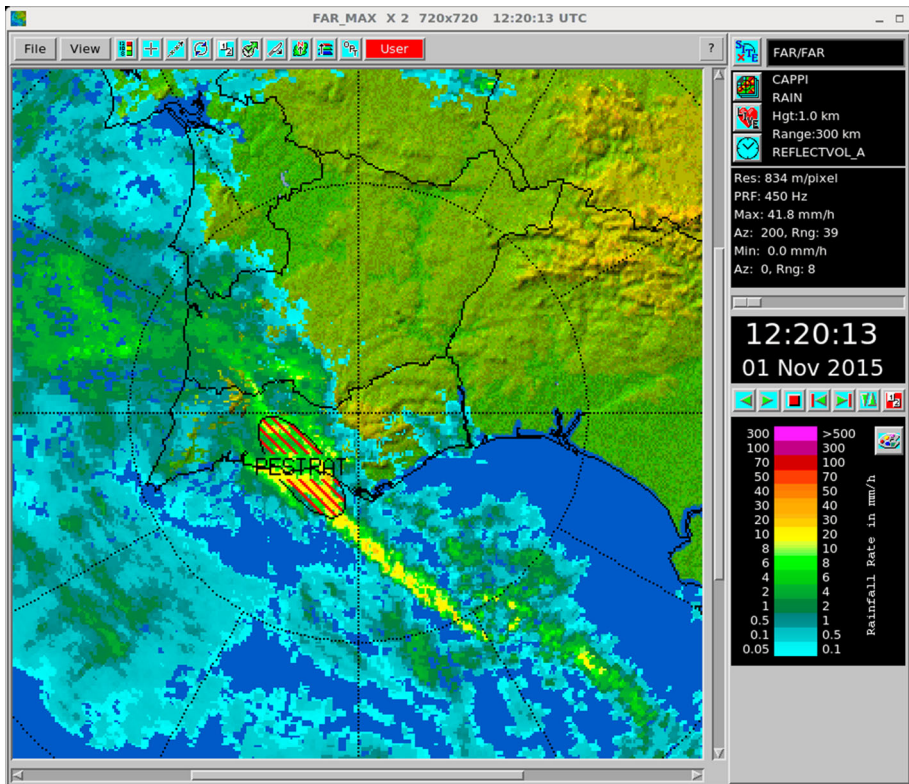 FAR_MAX X 2 720x720 12:20:13 UTC
File View User ?
SITE
FAR/FAR
CAPPI
RAIN
Hgt:1.0 km
Range:300 km
REFLECTVOL_A
Res: 834 m/pixel
PRF: 450 Hz
Max: 41.8 mm/h
Az: 200, Rng: 39
Min: 0.0 mm/h
Az: 0, Rng: 8
12:20:13
01 Nov 2015
PESTRAT
300 >500
100 300
70 100
50 70
40 50
30 40
20 30
10 20
8 10
6 8
4 6
2 4
1 2
0.5 1
0.1 0.5
0.05 0.1
Rainfall Rate in mm/h